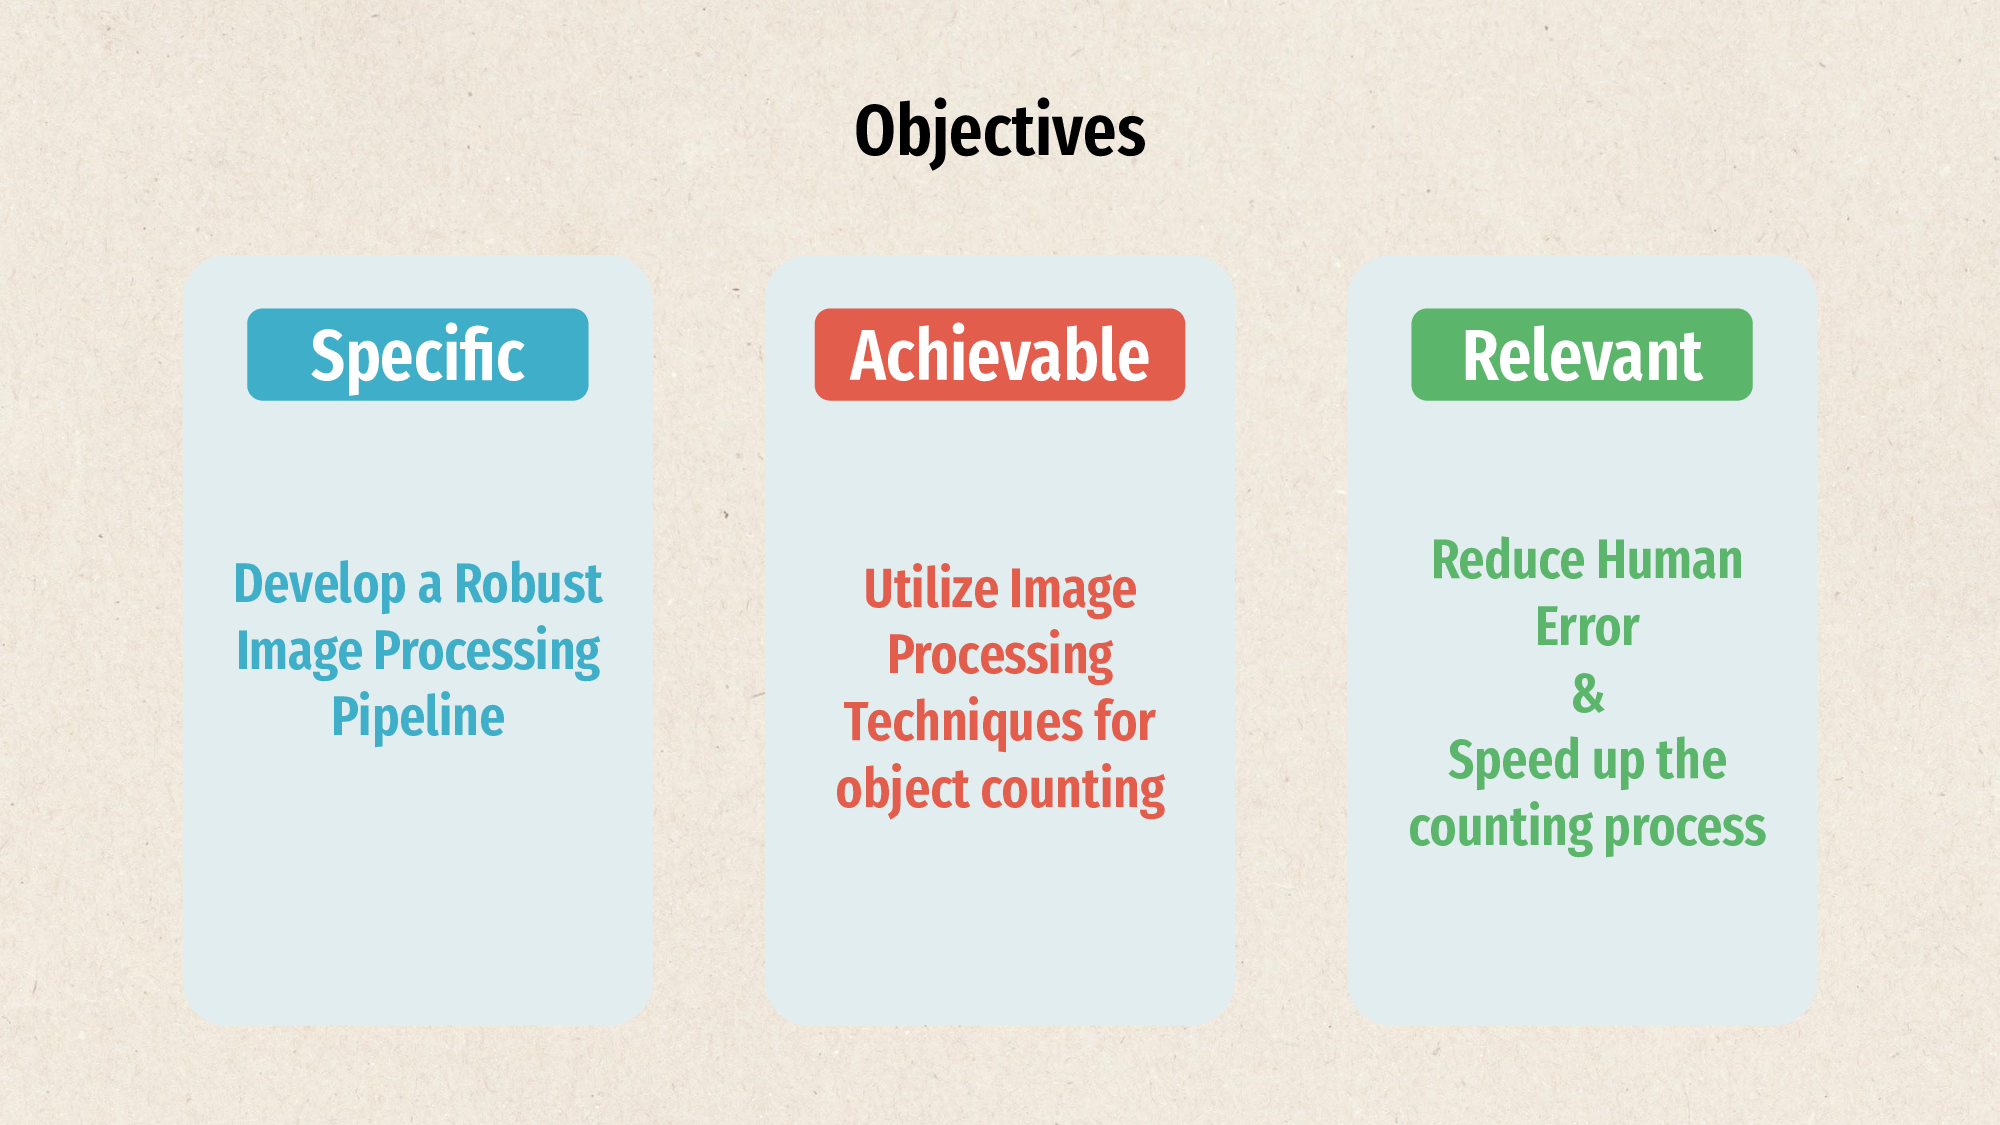 Objectives
Specific
Develop a Robust
Image Processing
Pipeline
Achievable
Utilize Image
Processing
Techniques for
object counting
Relevant
Reduce Human
Error
&
Speed up the
counting process